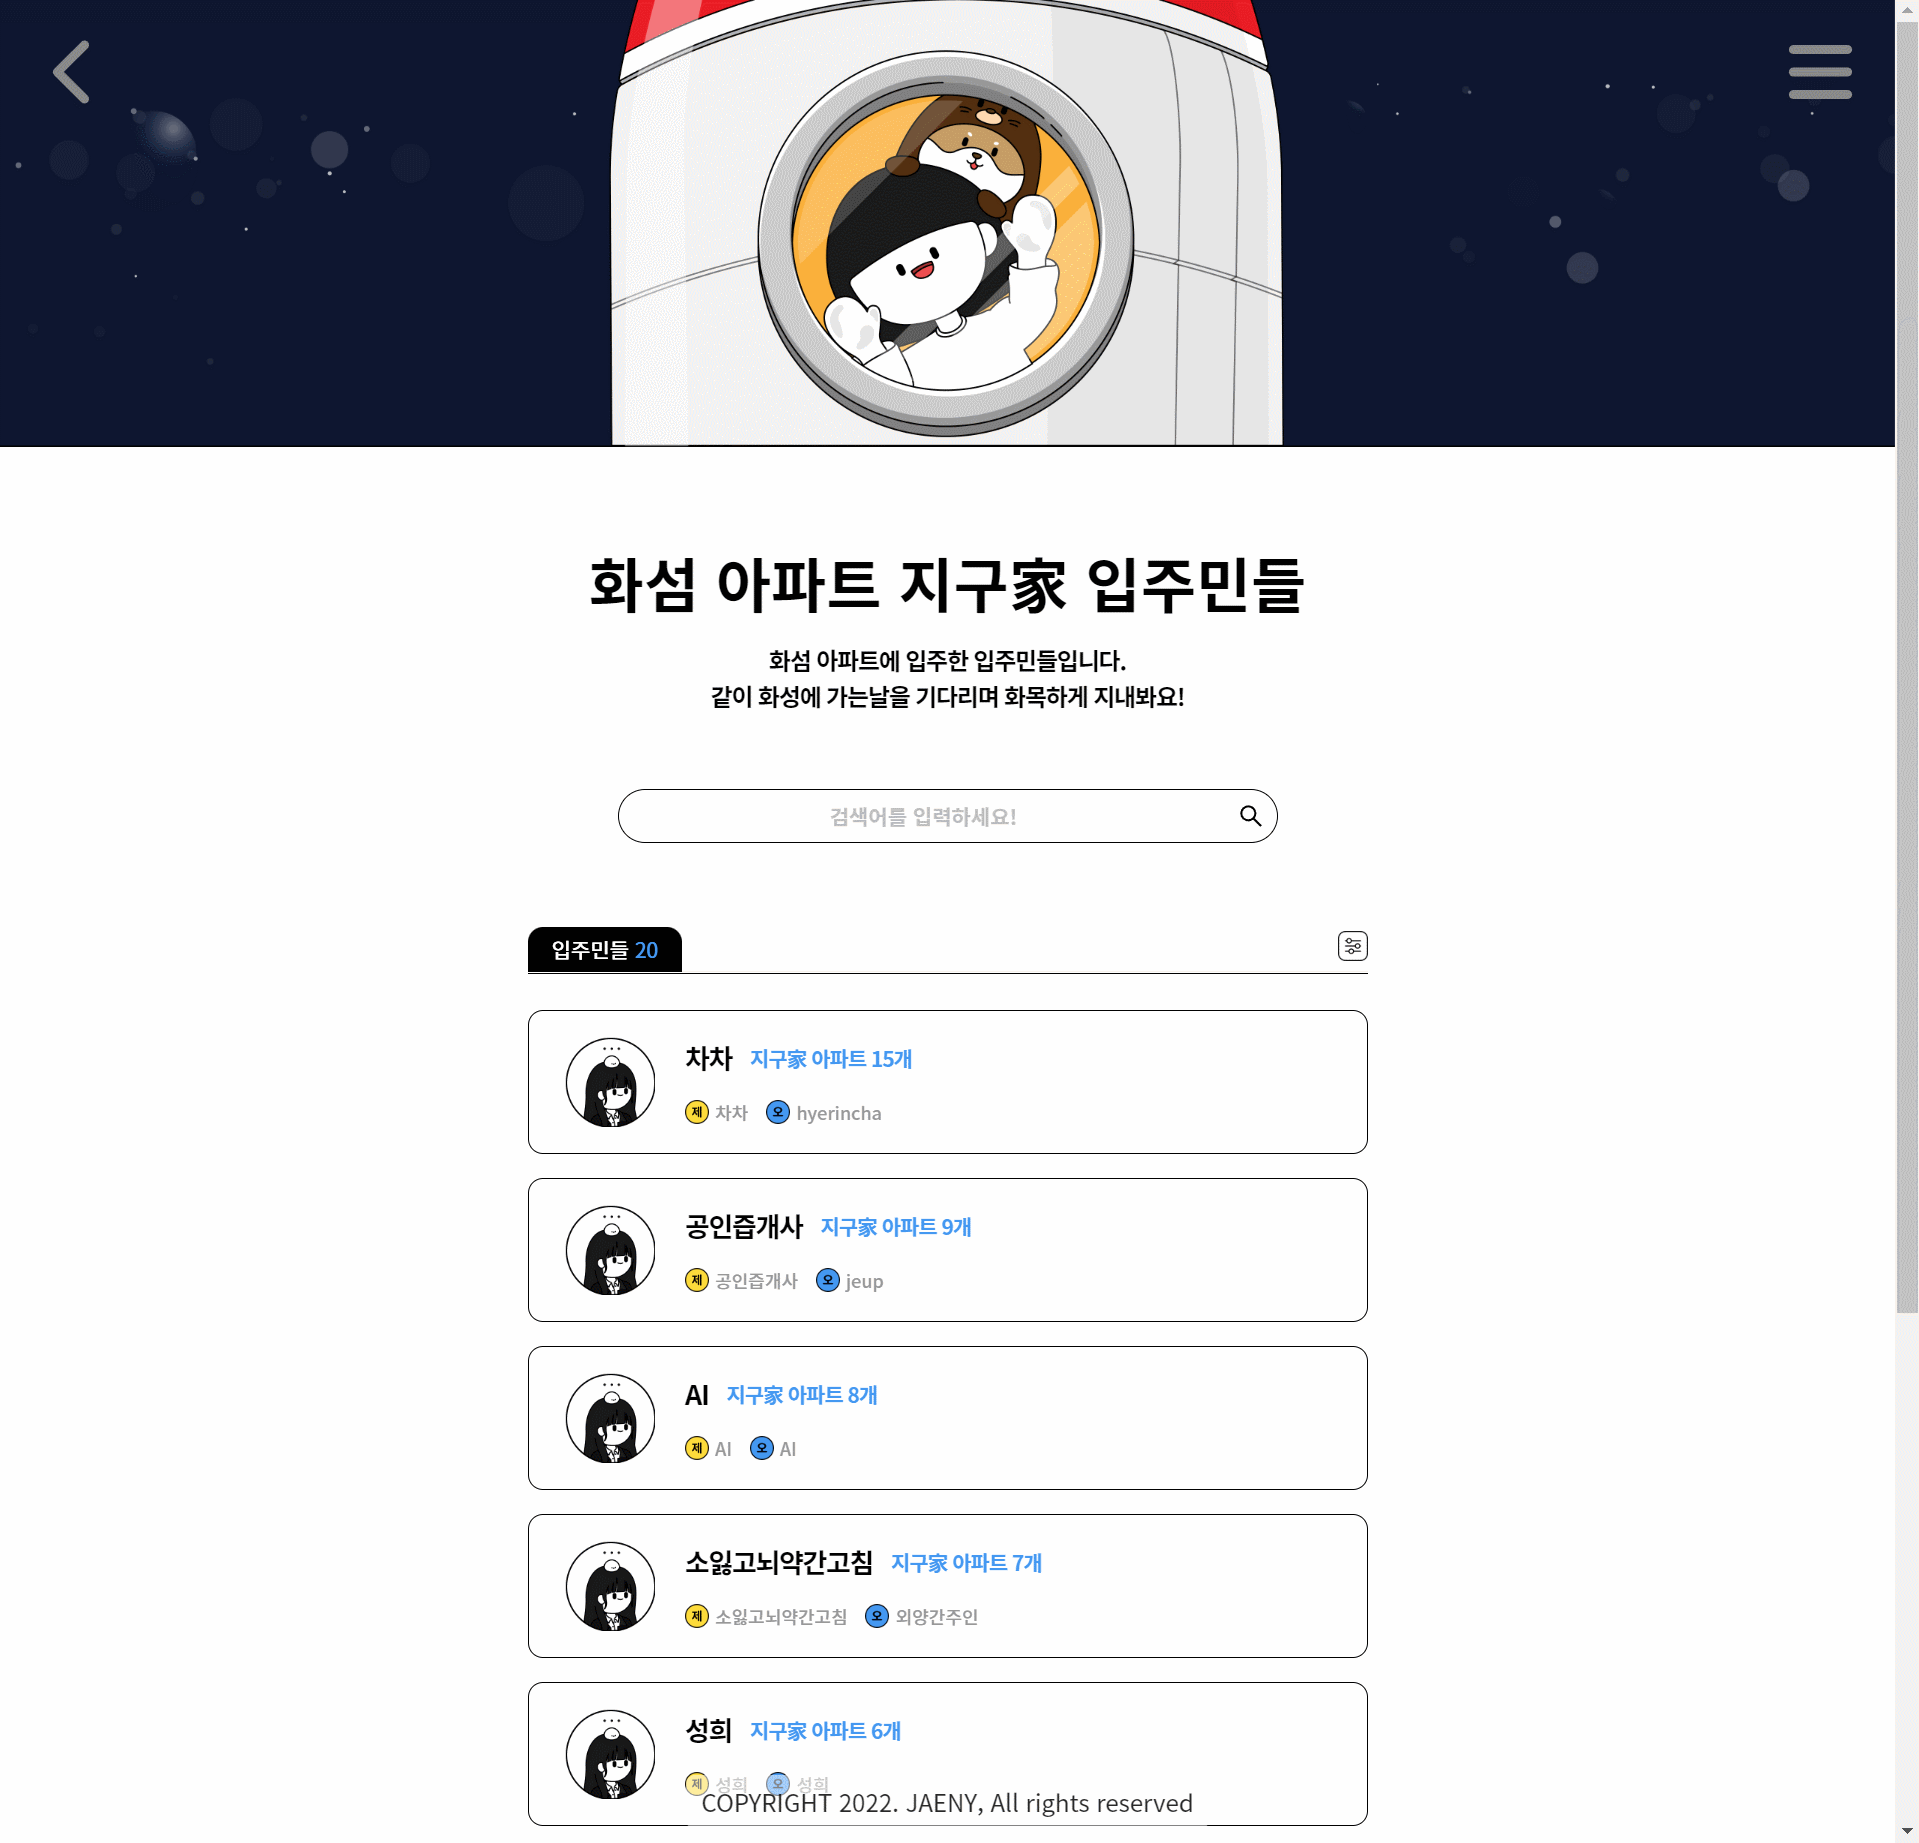 화섬 아파트 지구家 입주민들
화섬 아파트에 입주한 입주민들입니다.
같이 화성에 가는날을 기다리며 화목하게 지내봐요!
검색어를 입력하세요!
입주민들 20
차차 지구家 아파트 15개
제 차차 오 hyerincha
공인즙개사 지구家 아파트 9개
제 공인즙개사 오 jeup
AI 지구家 아파트 8개
제 AI 오 AI
소잃고뇌약간고침 지구家 아파트 7개
제 소잃고뇌약간고침 오 외양간주인
성희 지구家 아파트 6개
제 성희 오 성희
COPYRIGHT 2022. JAENY, All rights reserved